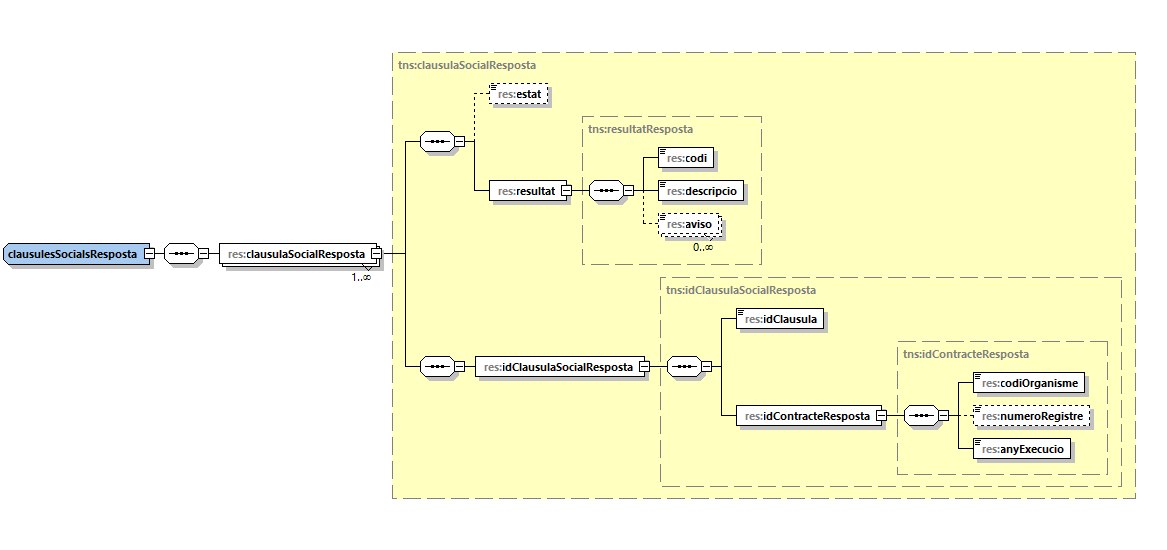 tns:clausulaSocialResposta
res:estat
tns:resultatResposta
res:codi
res:resultat
res:descripcio
res:aviso
0..∞
clausulesSocialsResposta
res:clausulaSocialResposta
1..∞
tns:idClausulaSocialResposta
res:idClausula
tns:idContracteResposta
res:idClausulaSocialResposta
res:codiOrganisme
res:idContracteResposta
res:numeroRegistre
res:anyExecucio